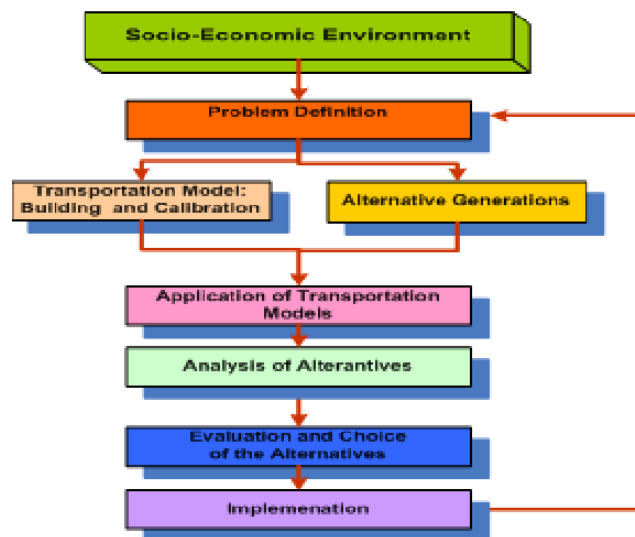 Socio-Economic Environment
Problem Definition
Transportation Model:
Building and Calibration
Alternative Generations
Application of Transportation
Models
Analysis of Alterantives
Evaluation and Choice
of the Alternatives
Implemenation